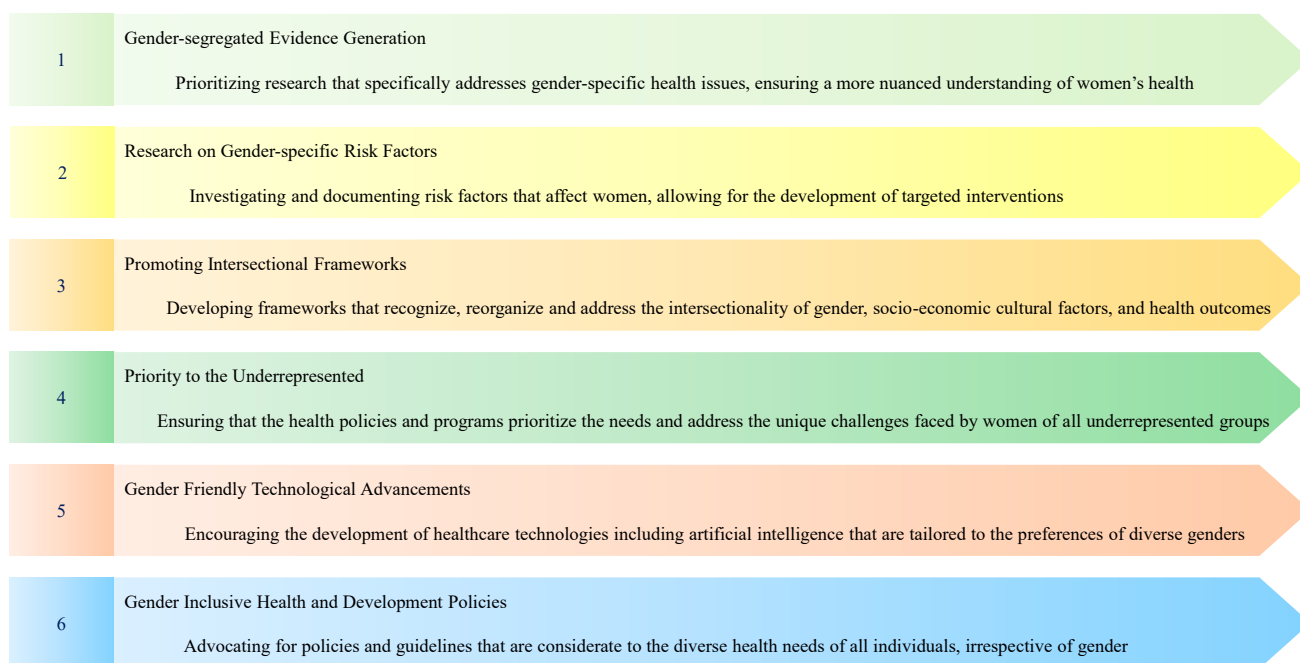 1
Gender-segregated Evidence Generation
Prioritizing research that specifically addresses gender-specific health issues, ensuring a more nuanced understanding of women’s health
2
Research on Gender-specific Risk Factors
Investigating and documenting risk factors that affect women, allowing for the development of targeted interventions
3
Promoting Intersectional Frameworks
Developing frameworks that recognize, reorganize and address the intersectionality of gender, socio-economic cultural factors, and health outcomes
4
Priority to the Underrepresented
Ensuring that the health policies and programs prioritize the needs and address the unique challenges faced by women of all underrepresented groups
5
Gender Friendly Technological Advancements
Encouraging the development of healthcare technologies including artificial intelligence that are tailored to the preferences of diverse genders
6
Gender Inclusive Health and Development Policies
Advocating for policies and guidelines that are considerate to the diverse health needs of all individuals, irrespective of gender